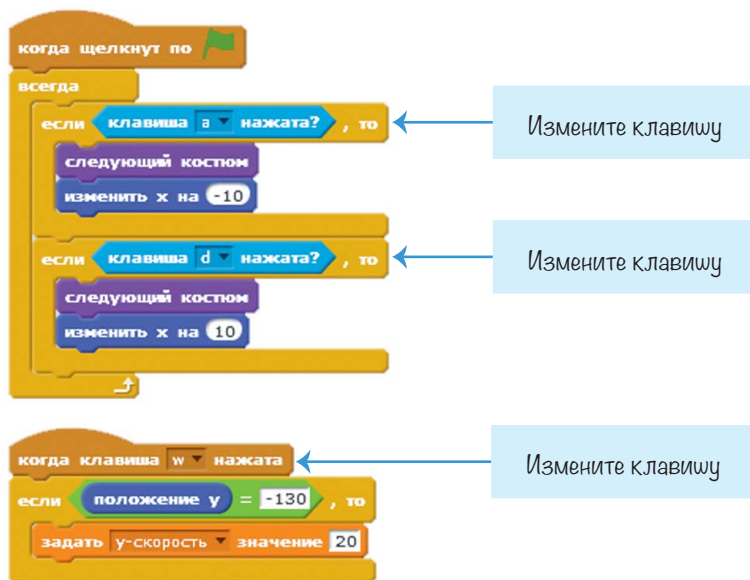 когда щелкнут по
всегда
если клавиша a нажата? , то
Измените клавишу
следующий костюм
изменить x на -10
если клавиша d нажата? , то
Измените клавишу
следующий костюм
изменить x на 10
когда клавиша w нажата
Измените клавишу
если положение y = -130 , то
задать y-скорость значение 20